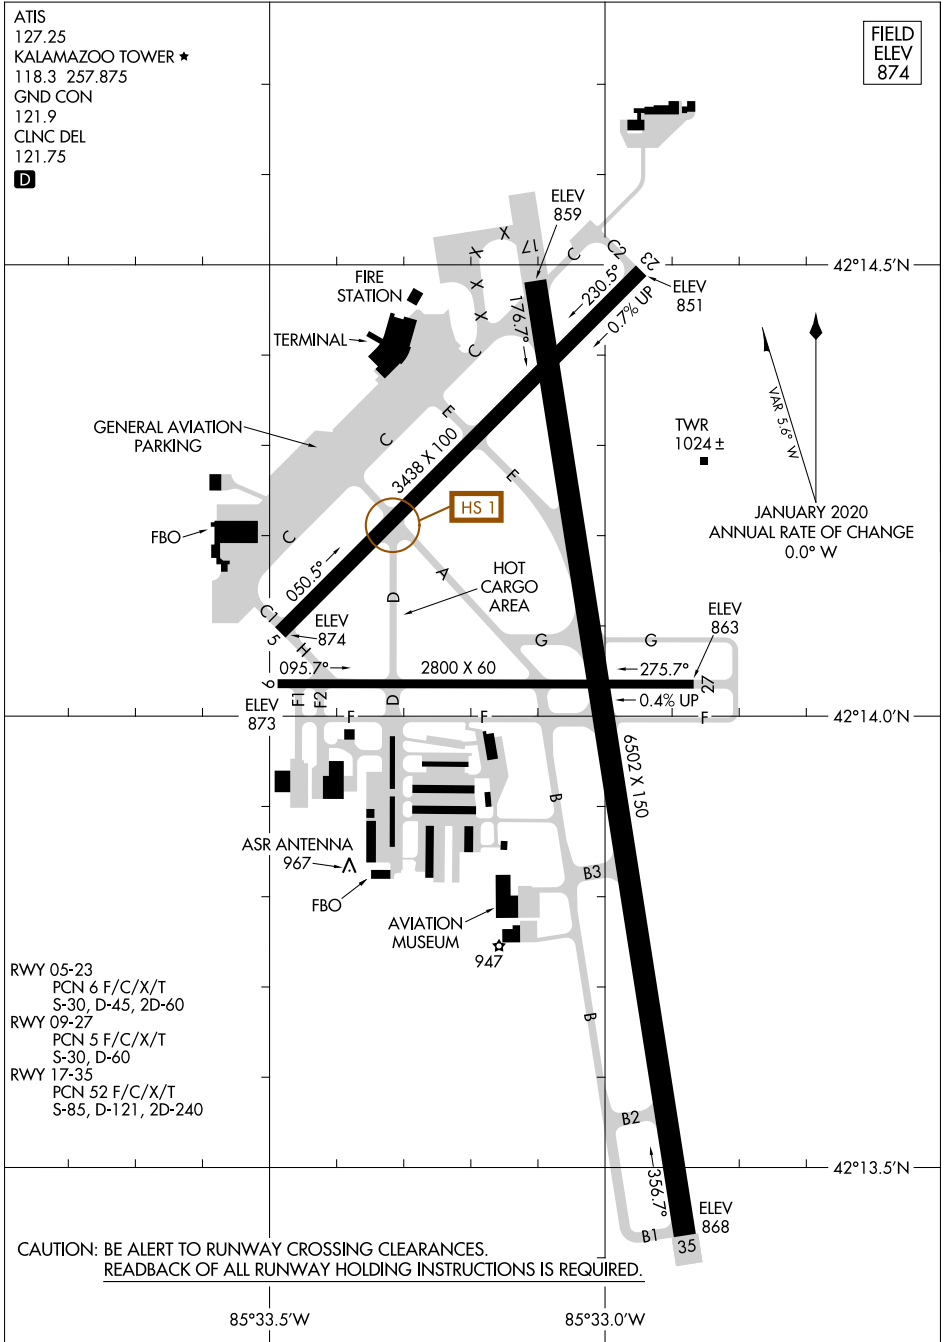 ATIS
127.25
KALAMAZOO TOWER ★
118.3 257.875
GND CON
121.9
CLNC DEL
121.75
D
FIELD
ELEV
874
ELEV
859
X
17
C
C2
23
X
X
X
42°14.5'N
FIRE
STATION
ELEV
851
230.5°
0.7% UP
176.7°
TERMINAL
C
VAR 5.6° W
E
GENERAL AVIATION
PARKING
C
3438 X 100
TWR
1024 ±
E
HS 1
JANUARY 2020
ANNUAL RATE OF CHANGE
0.0° W
FBO
C
050.5°
A
HOT
CARGO
AREA
D
C1
5
ELEV
874
H
G
G
ELEV
863
095.7°
2800 X 60
275.7°
9
27
0.4% UP
F1
F2
D
ELEV
873
F
F
F
42°14.0'N
6502 X 150
B
ASR ANTENNA
967
B3
FBO
AVIATION
MUSEUM
947
RWY 05-23
PCN 6 F/C/X/T
S-30, D-45, 2D-60
RWY 09-27
PCN 5 F/C/X/T
S-30, D-60
RWY 17-35
PCN 52 F/C/X/T
S-85, D-121, 2D-240
B
B2
42°13.5'N
356.7°
ELEV
868
B1
35
CAUTION: BE ALERT TO RUNWAY CROSSING CLEARANCES.
READBACK OF ALL RUNWAY HOLDING INSTRUCTIONS IS REQUIRED.
85°33.5'W
85°33.0'W